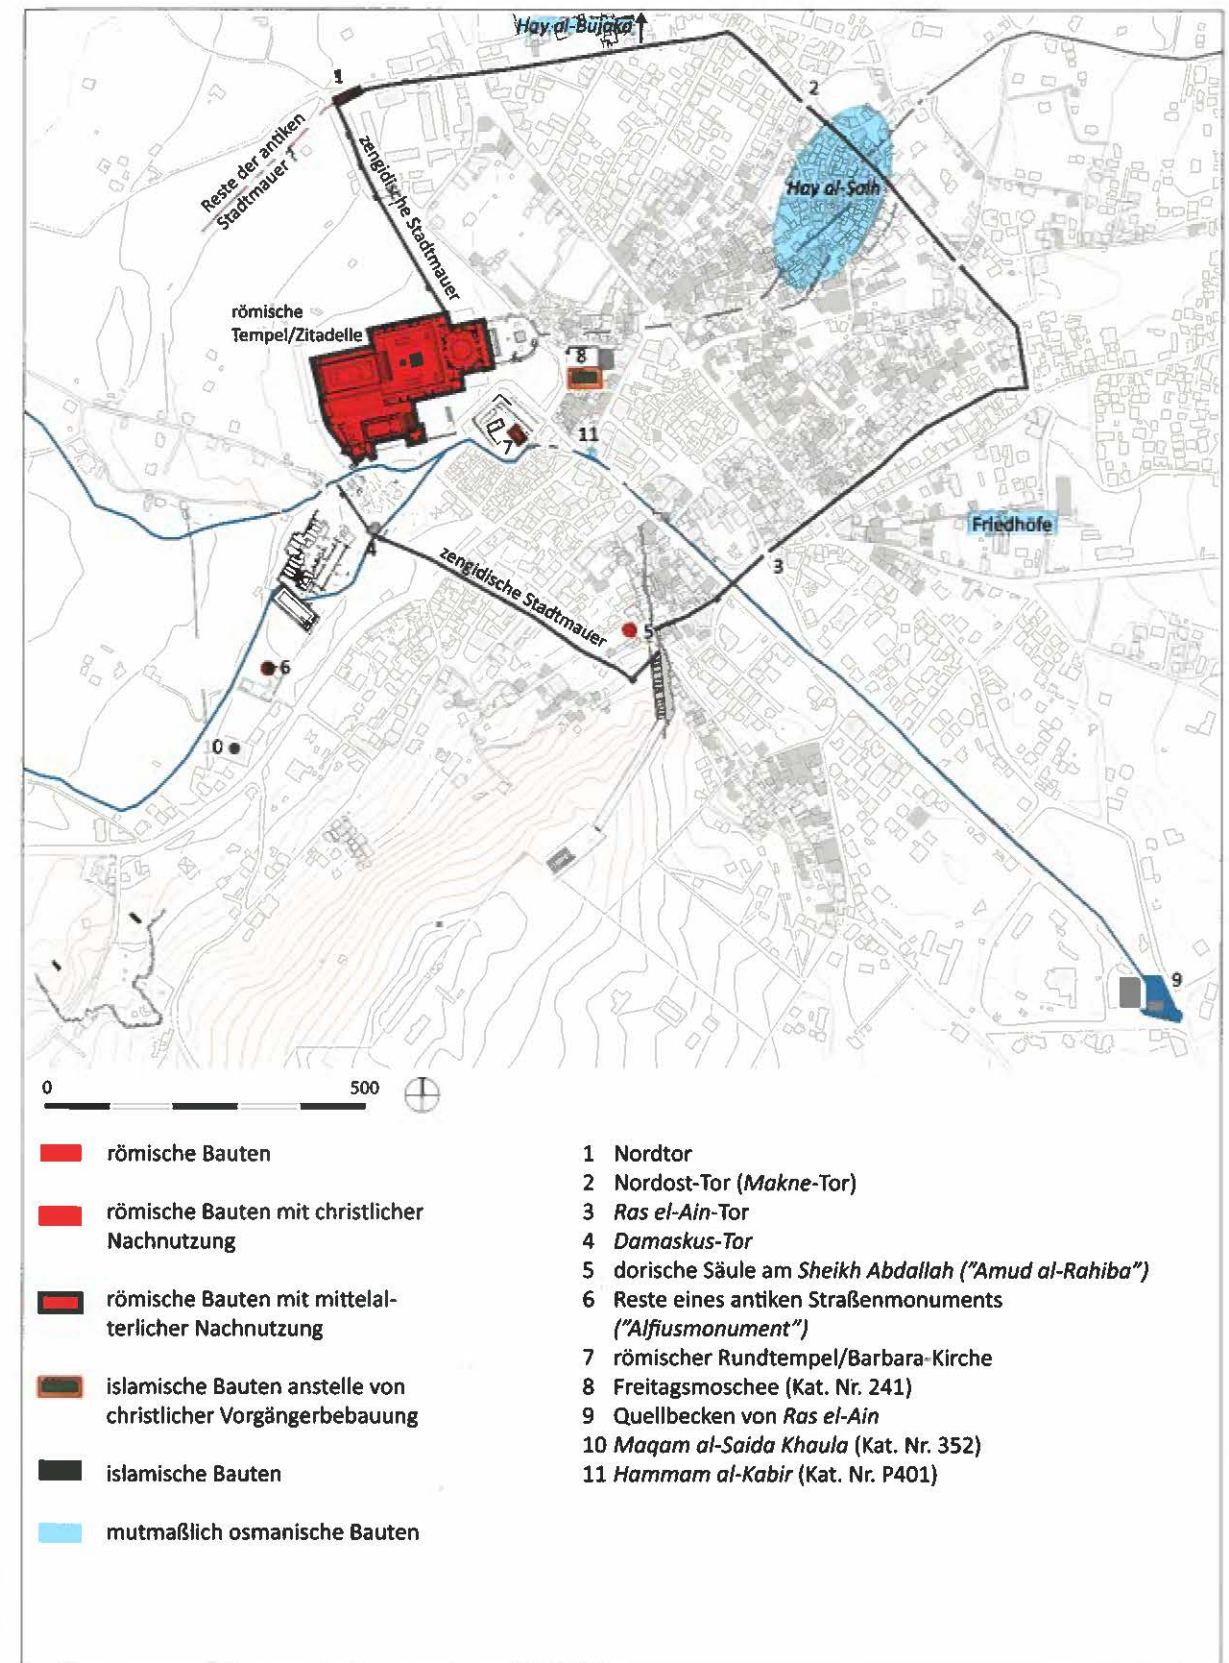 Hay al-Bujaka
1
2
Reste der antiken
Stadtmauer ?
zengidische Stadtmauer
Hay al-Solh
römische
Tempel/Zitadelle
8
7
11
Friedhöfe
4
zengidische Stadtmauer
3
5
6
0
9
0 500
römische Bauten
römische Bauten mit christlicher
Nachnutzung
römische Bauten mit mittelal-
terlicher Nachnutzung
islamische Bauten anstelle von
christlicher Vorgängerbebauung
islamische Bauten
mutmaßlich osmanische Bauten
1 Nordtor
2 Nordost-Tor (Makne-Tor)
3 Ras el-Ain-Tor
4 Damaskus-Tor
5 dorische Säule am Sheikh Abdallah ("Amud al-Rahiba")
6 Reste eines antiken Straßenmonuments
("Alfiusmonument")
7 römischer Rundtempel/Barbara-Kirche
8 Freitagsmoschee (Kat. Nr. 241)
9 Quellbecken von Ras el-Ain
10 Maqam al-Saida Khaula (Kat. Nr. 352)
11 Hammam al-Kabir (Kat. Nr. P401)